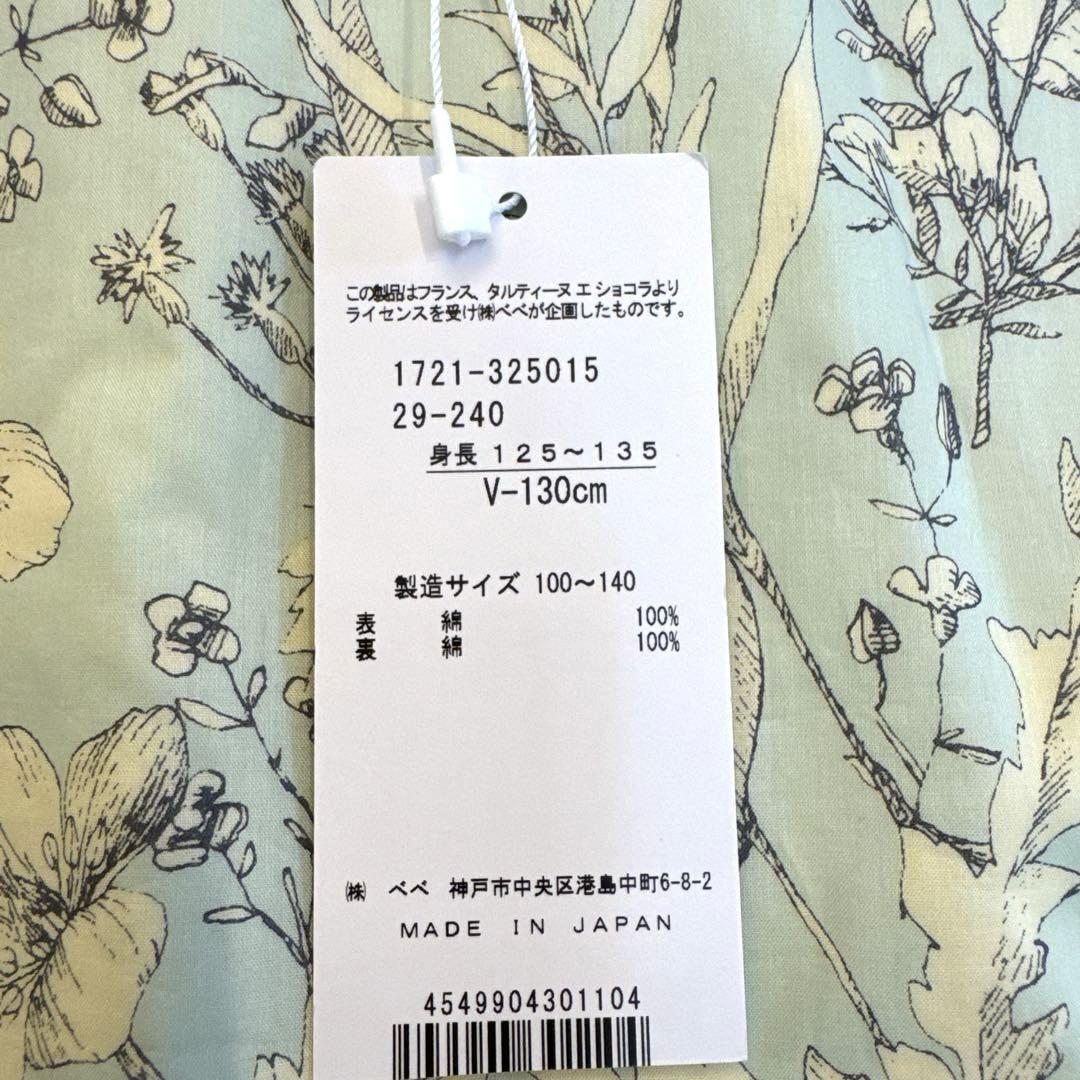 この製品はフランス、タルティーヌ エ ショコラより
ライセンスを受け㈱べべが企画したものです。
1721-325015
29-240
身長 125〜135
V-130cm
製造サイズ 100〜140
表 綿 100%
裏 綿 100%
㈱ べべ 神戸市中央区港島中町6-8-2
MADE IN JAPAN
4549904301104